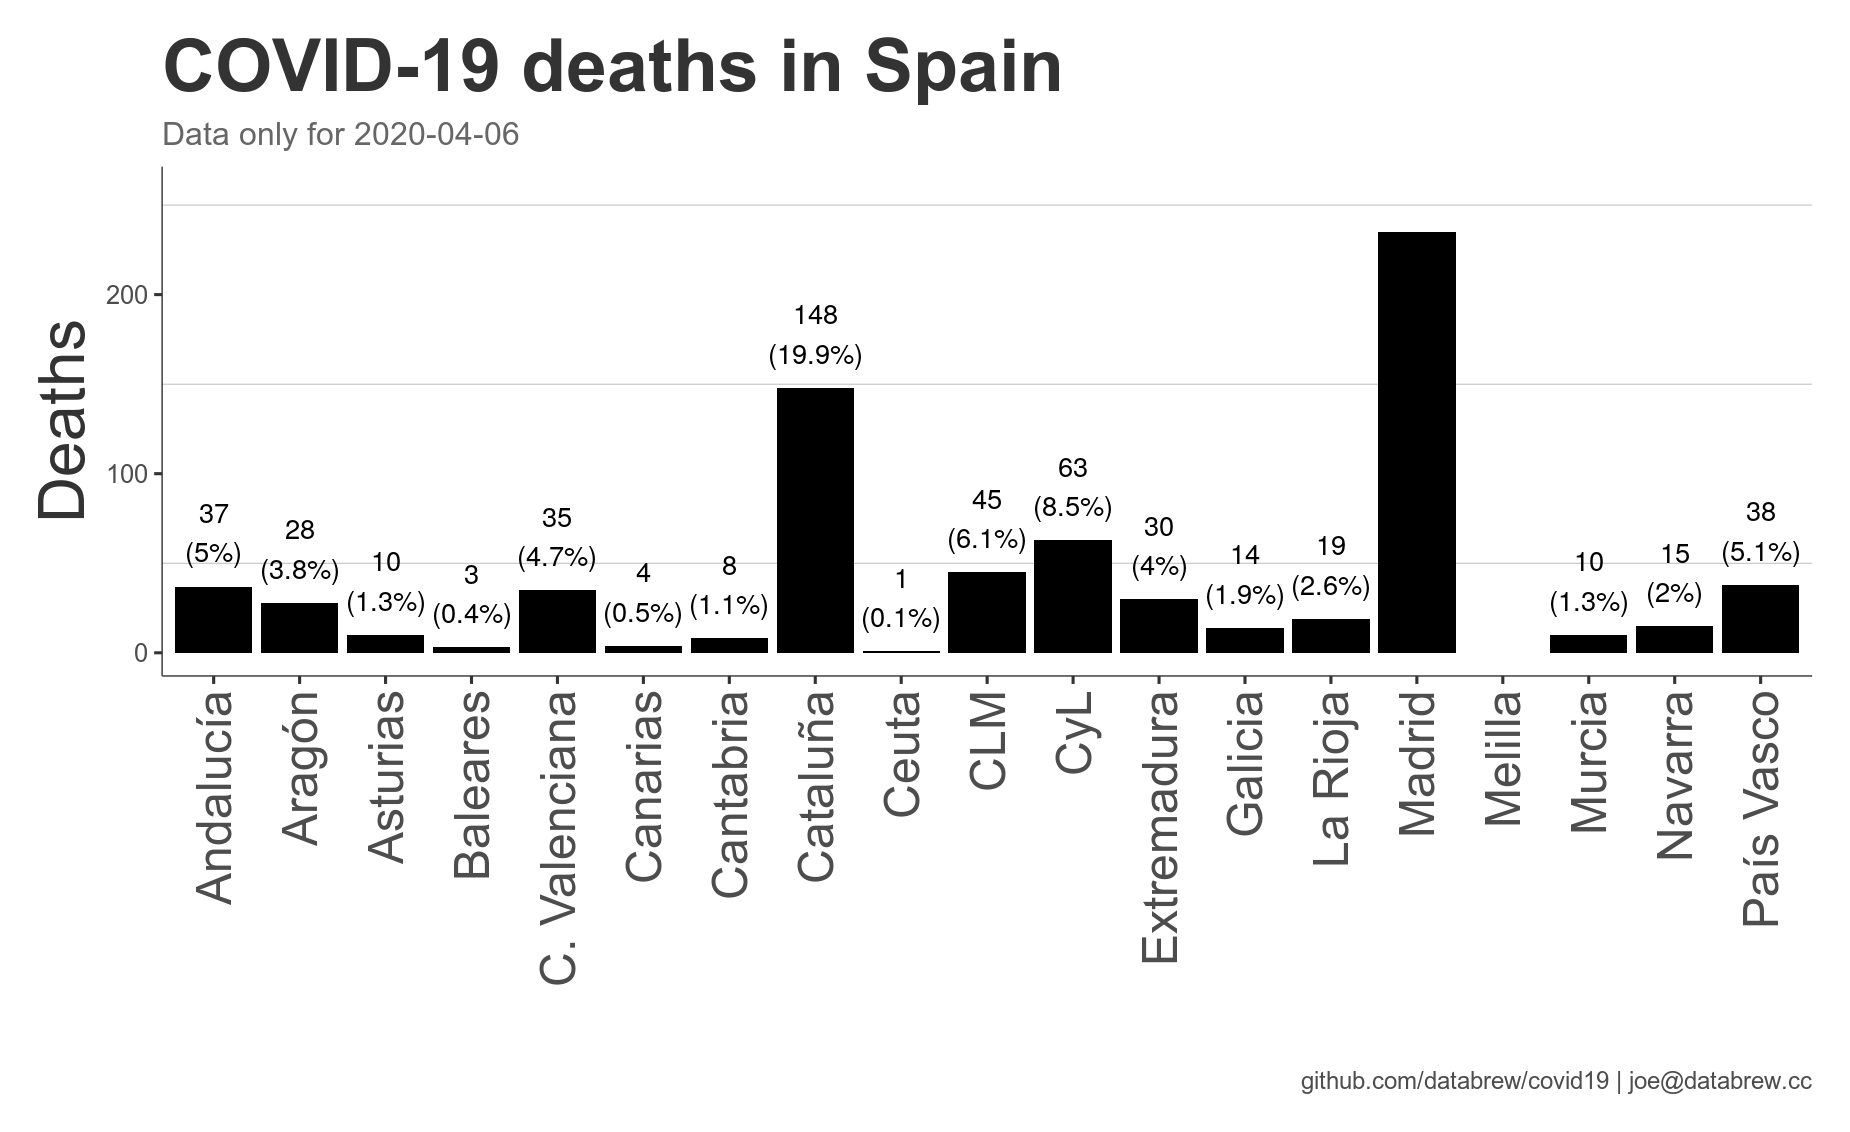 COVID-19 deaths in Spain
Data only for 2020-04-06
Deaths
200
100
0
37
(5%)
28
(3.8%)
10
(1.3%)
3
(0.4%)
35
(4.7%)
4
(0.5%)
8
(1.1%)
148
(19.9%)
1
(0.1%)
45
(6.1%)
63
(8.5%)
30
(4%)
14
(1.9%)
19
(2.6%)
10
(1.3%)
15
(2%)
38
(5.1%)
Andalucía
Aragón
Asturias
Baleares
C. Valenciana
Canarias
Cantabria
Cataluña
Ceuta
CLM
CyL
Extremadura
Galicia
La Rioja
Madrid
Melilla
Murcia
Navarra
País Vasco
github.com/databrew/covid19 | joe@databrew.cc